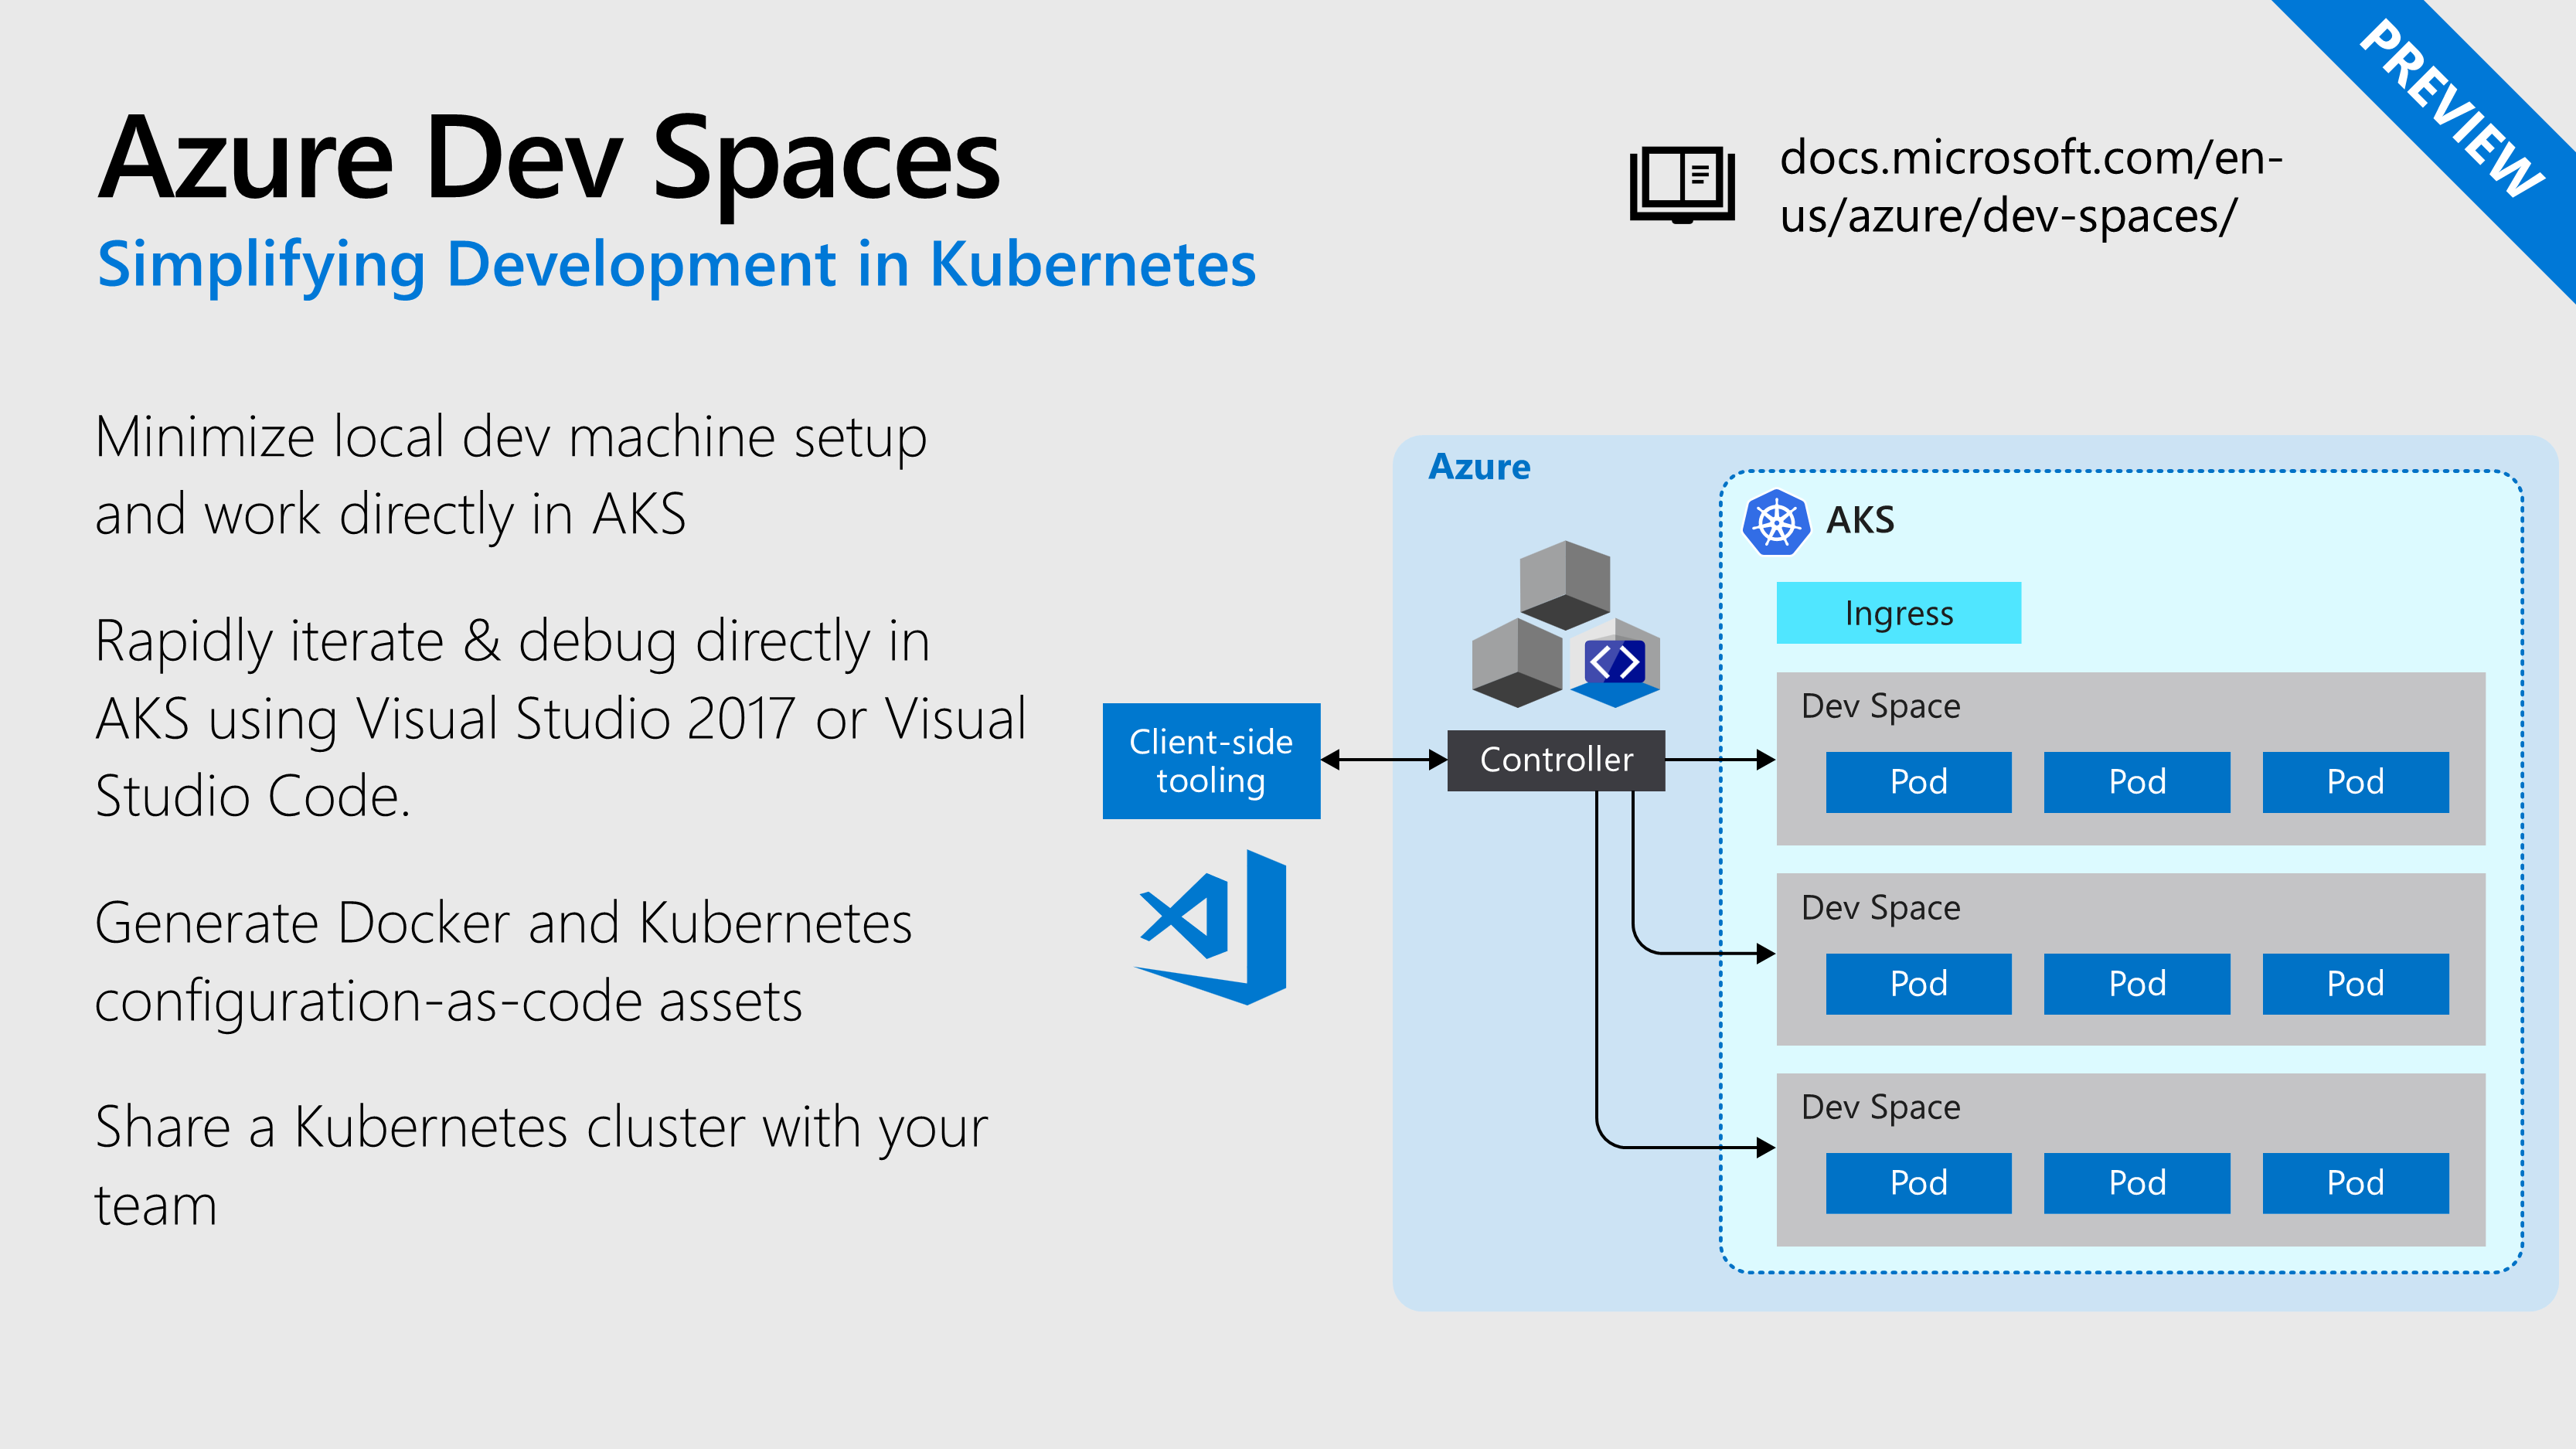 PREVIEW
Azure Dev Spaces
Simplifying Development in Kubernetes
docs.microsoft.com/en-
us/azure/dev-spaces/
Minimize local dev machine setup
and work directly in AKS
Rapidly iterate & debug directly in
AKS using Visual Studio 2017 or Visual
Studio Code.
Generate Docker and Kubernetes
configuration-as-code assets
Share a Kubernetes cluster with your
team
Client-side
tooling
Azure
Controller
AKS
Ingress
Dev Space
Pod Pod Pod
Dev Space
Pod Pod Pod
Dev Space
Pod Pod Pod